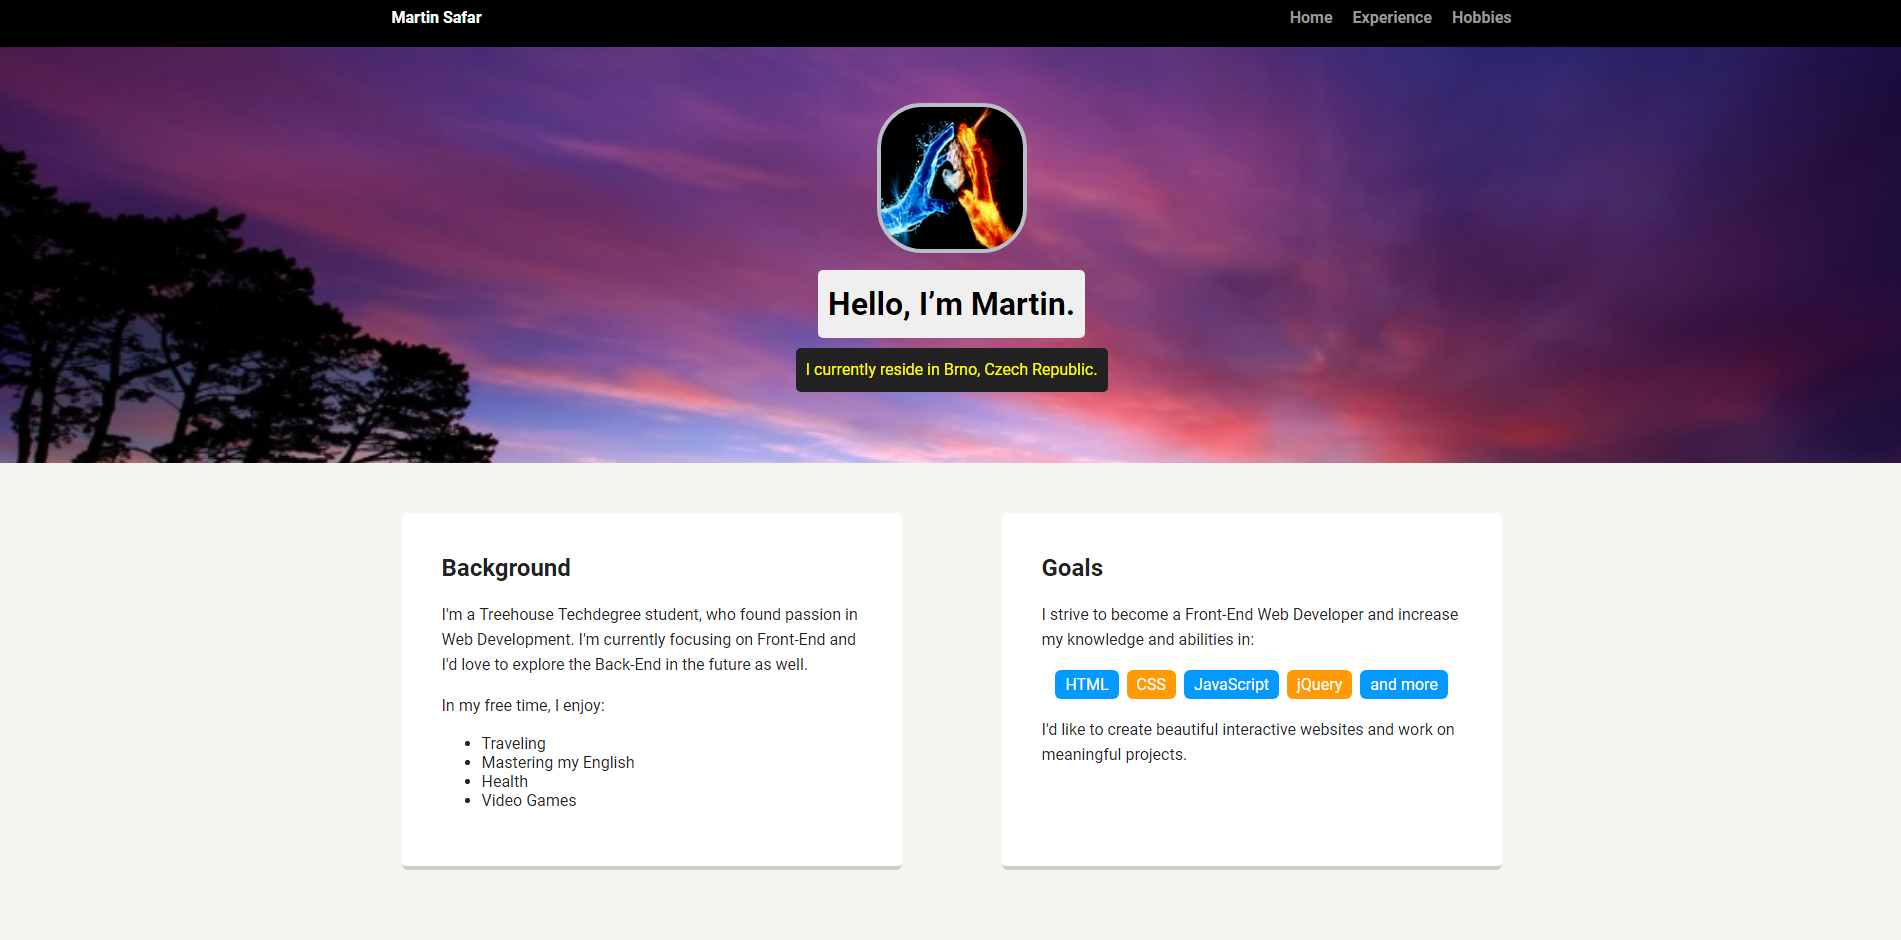 Martin Safar
Home Experience Hobbies
Hello, I’m Martin.
I currently reside in Brno, Czech Republic.
Background
I'm a Treehouse Techdegree student, who found passion in
Web Development. I'm currently focusing on Front-End and
I'd love to explore the Back-End in the future as well.
In my free time, I enjoy:
Traveling
Mastering my English
Health
Video Games
Goals
I strive to become a Front-End Web Developer and increase
my knowledge and abilities in:
HTML CSS JavaScript jQuery and more
I'd like to create beautiful interactive websites and work on
meaningful projects.